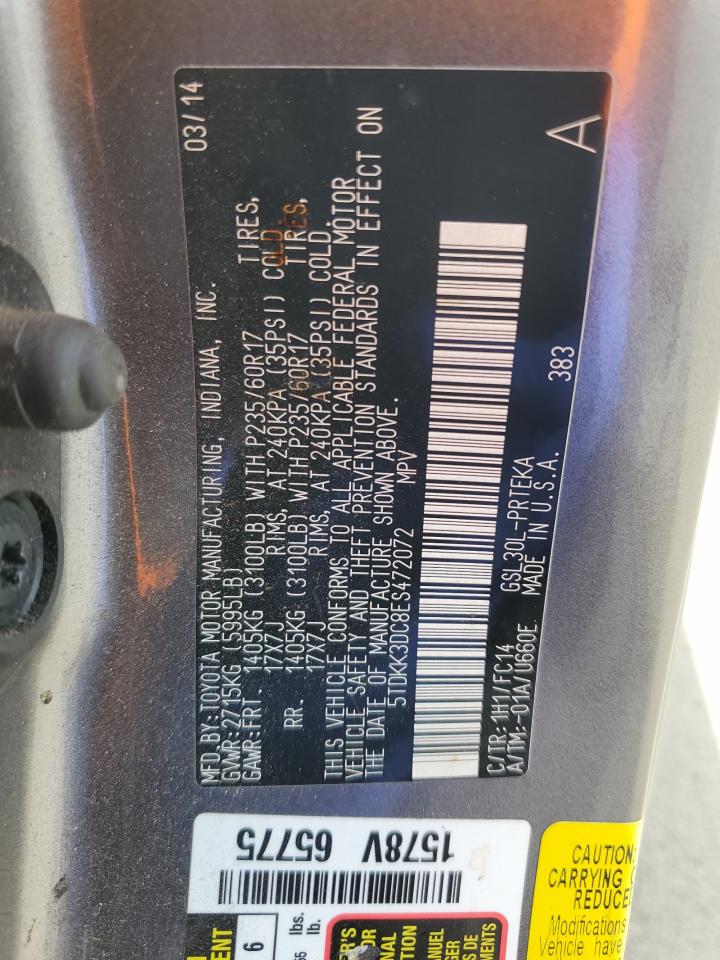 MFD. BY: TOYOTA MOTOR MANUFACTURING, INDIANA, INC. 03/14
GVWR: 2715KG (5995LB)
GAWR: FRT. 1405KG (3100LB) WITH P235/60R17 TIRES,
17X7J RIMS, AT 240KPA (35PSI) COLD.
RR. 1405KG (3100LB) WITH P235/60R17 TIRES,
17X7J RIMS, AT 240KPA (35PSI) COLD.
THIS VEHICLE CONFORMS TO ALL APPLICABLE FEDERAL MOTOR
VEHICLE SAFETY AND THEFT PREVENTION STANDARDS IN EFFECT ON
THE DATE OF MANUFACTURE SHOWN ABOVE.
5TDKK3DC8ES472072 MPV
C/TR: 1H1/FC14 GSL30L-PRTEKA 383 A
A/TM: -01A/U660E. MADE IN U.S.A.
1578V 65775
6
lbs.
lb.
CAUTION
CARRYING
REDUCE
Modifications
Vehicle have